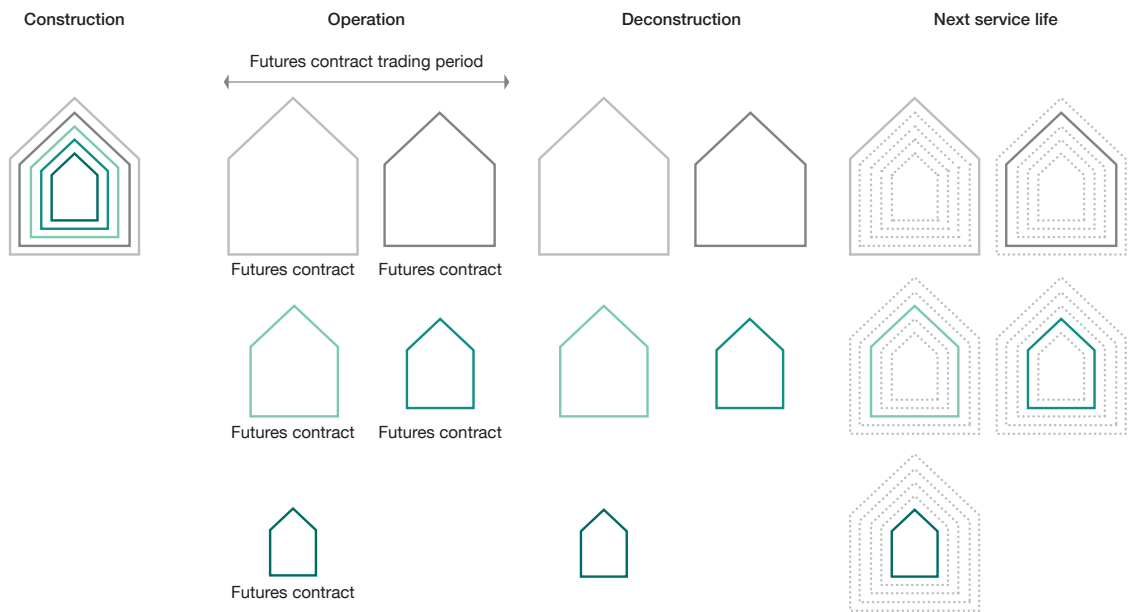 Construction
Operation
Deconstruction
Next service life
Futures contract trading period
Futures contract
Futures contract
Futures contract
Futures contract
Futures contract